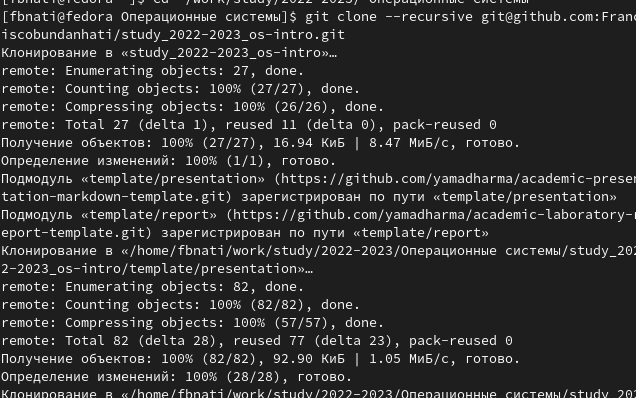 [fbnati@fedora ~]$ cd ~/work/study/2022-2023/Операционные системы
[fbnati@fedora Операционные системы]$ git clone --recursive git@github.com:Franc
iscobundanhati/study_2022-2023_os-intro.git
Клонирование в «study_2022-2023_os-intro»…
remote: Enumerating objects: 27, done.
remote: Counting objects: 100% (27/27), done.
remote: Compressing objects: 100% (26/26), done.
remote: Total 27 (delta 1), reused 11 (delta 0), pack-reused 0
Получение объектов: 100% (27/27), 16.94 КиБ | 8.47 МиБ/с, готово.
Определение изменений: 100% (1/1), готово.
Подмодуль «template/presentation» (https://github.com/yamadharma/academic-presen
tation-markdown-template.git) зарегистрирован по пути «template/presentation»
Подмодуль «template/report» (https://github.com/yamadharma/academic-laboratory-r
eport-template.git) зарегистрирован по пути «template/report»
Клонирование в «/home/fbnati/work/study/2022-2023/Операционные системы/study_202
2-2023_os-intro/template/presentation»…
remote: Enumerating objects: 82, done.
remote: Counting objects: 100% (82/82), done.
remote: Compressing objects: 100% (57/57), done.
remote: Total 82 (delta 28), reused 77 (delta 23), pack-reused 0
Получение объектов: 100% (82/82), 92.90 КиБ | 1.05 МиБ/с, готово.
Определение изменений: 100% (28/28), готово.
Клонирование в «/home/fbnati/work/study/2022-2023/Операционные системы/study_202